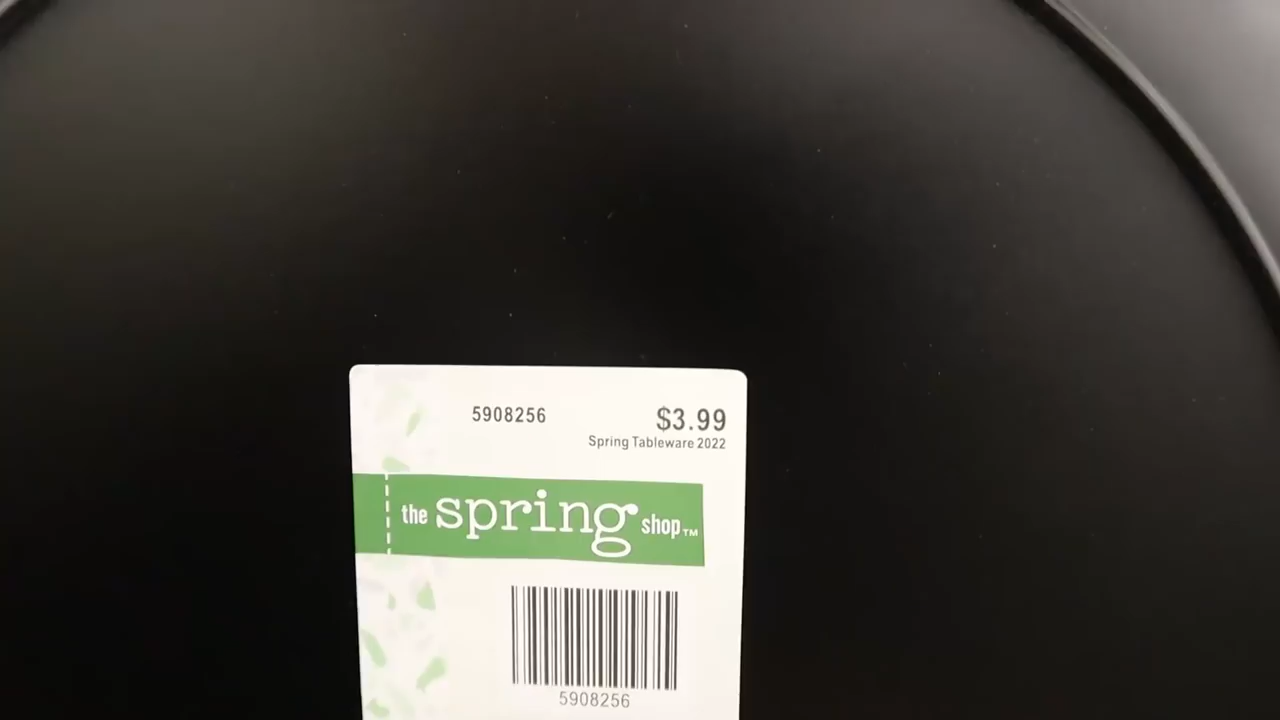 5908256 $3.99
Spring Tableware 2022
the spring shop™
5908256